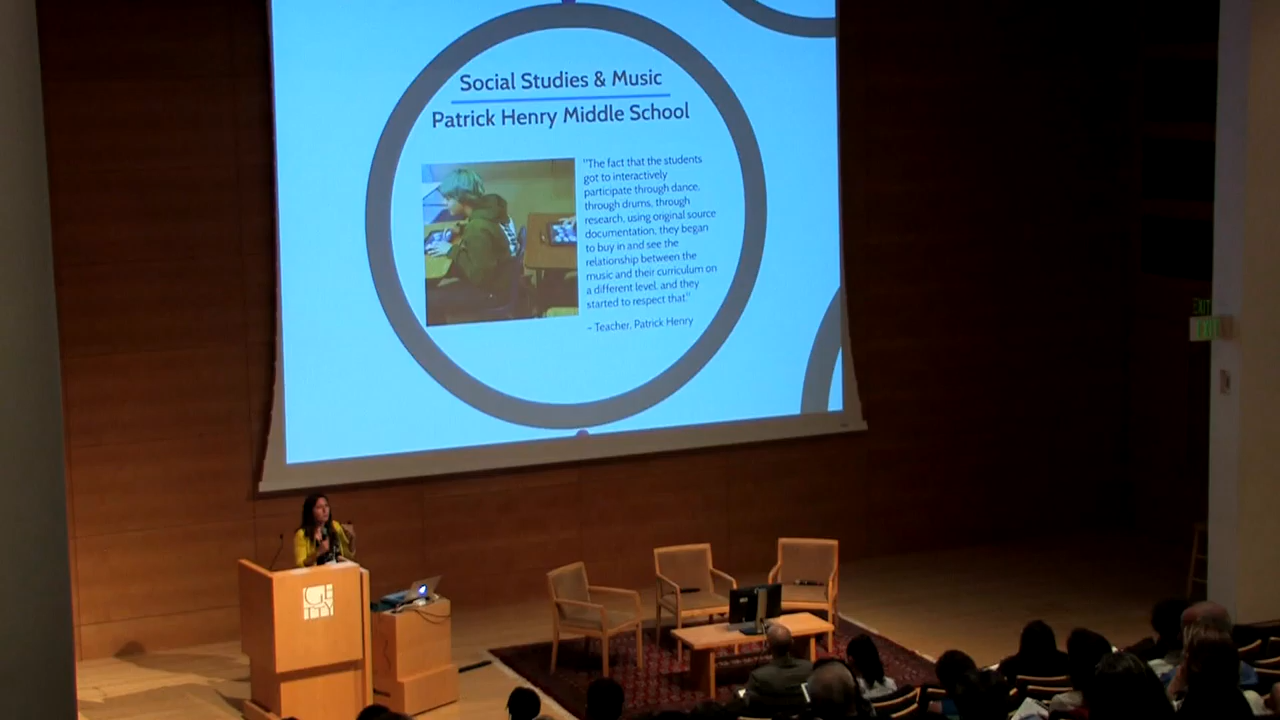 Social Studies & Music
Patrick Henry Middle School
"The fact that the students
got to interactively
participate through dance,
through drums, through
research, using original source
documentation, they began
to buy in and see the
relationship between the
music and their curriculum on
a different level, and they
started to respect that."
– Teacher, Patrick Henry
EXIT
GE
TTY